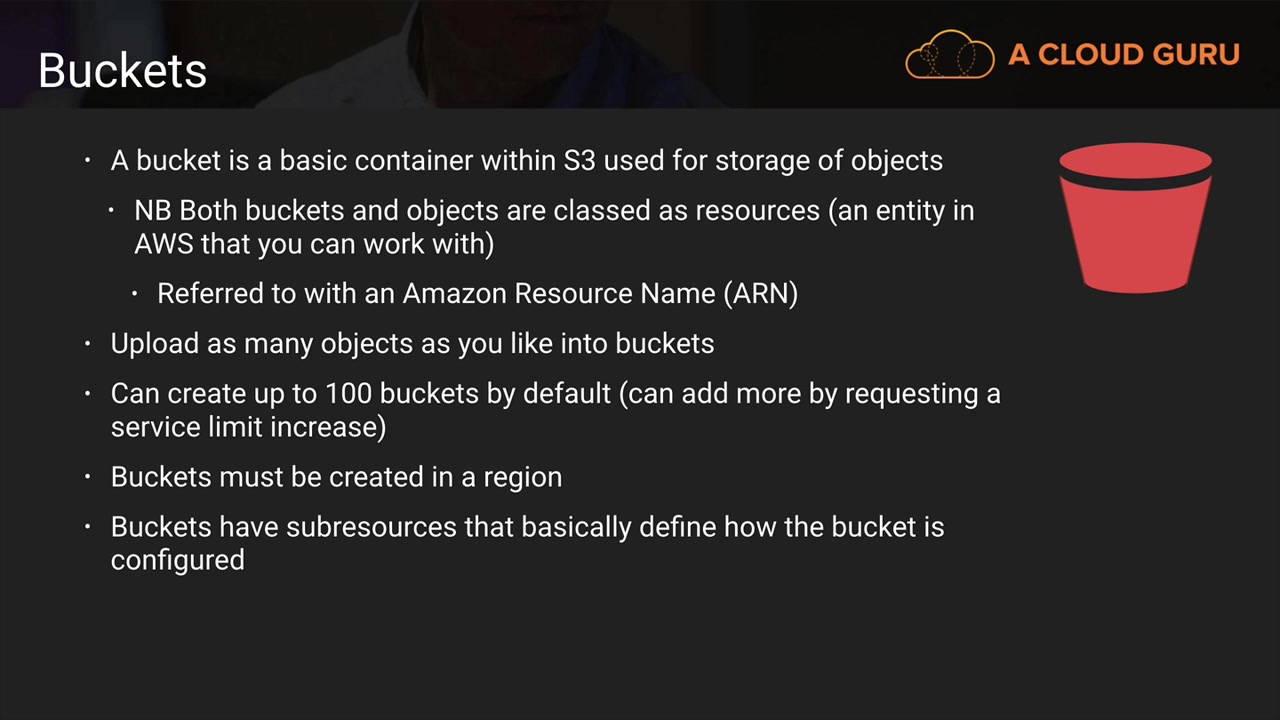 Buckets
A CLOUD GURU
· A bucket is a basic container within S3 used for storage of objects
· NB Both buckets and objects are classed as resources (an entity in
AWS that you can work with)
· Referred to with an Amazon Resource Name (ARN)
· Upload as many objects as you like into buckets
· Can create up to 100 buckets by default (can add more by requesting a
service limit increase)
· Buckets must be created in a region
· Buckets have subresources that basically define how the bucket is
configured